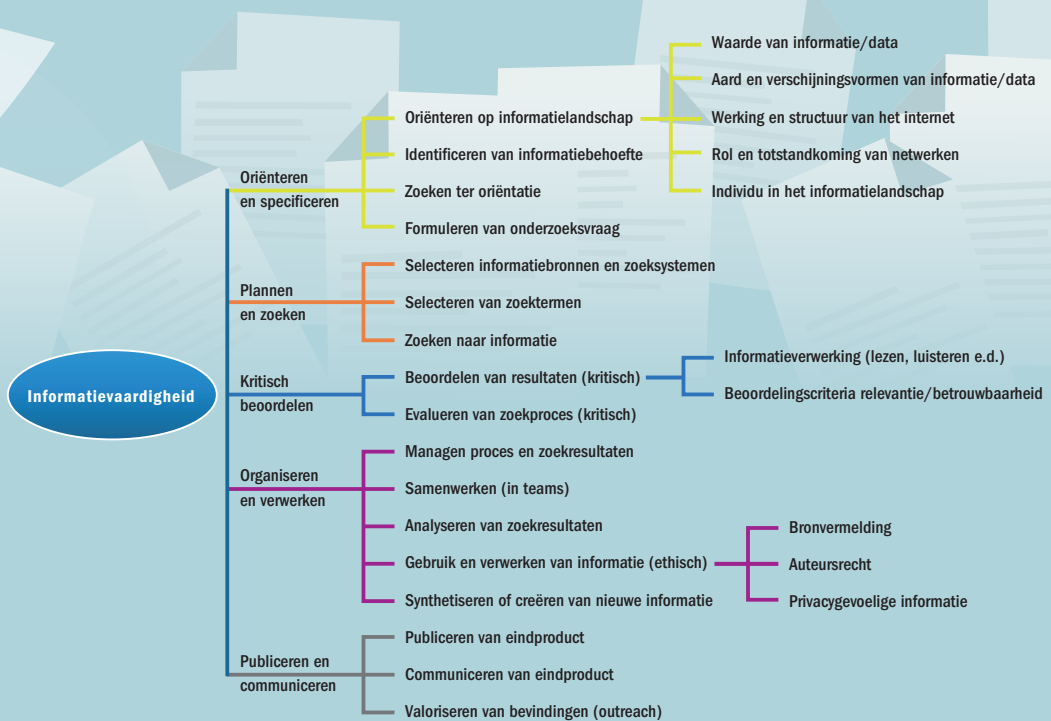 Informatievaardigheid
Oriënteren
en specificeren
Oriënteren op informatielandschap
Waarde van informatie/data
Aard en verschijningsvormen van informatie/data
Werking en structuur van het internet
Rol en totstandkoming van netwerken
Individu in het informatielandschap
Identificeren van informatiebehoefte
Zoeken ter oriëntatie
Formuleren van onderzoeksvraag
Plannen
en zoeken
Selecteren informatiebronnen en zoeksystemen
Selecteren van zoektermen
Zoeken naar informatie
Kritisch
beoordelen
Beoordelen van resultaten (kritisch)
Informatieverwerking (lezen, luisteren e.d.)
Beoordelingscriteria relevantie/betrouwbaarheid
Evalueren van zoekproces (kritisch)
Organiseren
en verwerken
Managen proces en zoekresultaten
Samenwerken (in teams)
Analyseren van zoekresultaten
Gebruik en verwerken van informatie (ethisch)
Bronvermelding
Auteursrecht
Privacygevoelige informatie
Synthetiseren of creëren van nieuwe informatie
Publiceren en
communiceren
Publiceren van eindproduct
Communiceren van eindproduct
Valoriseren van bevindingen (outreach)